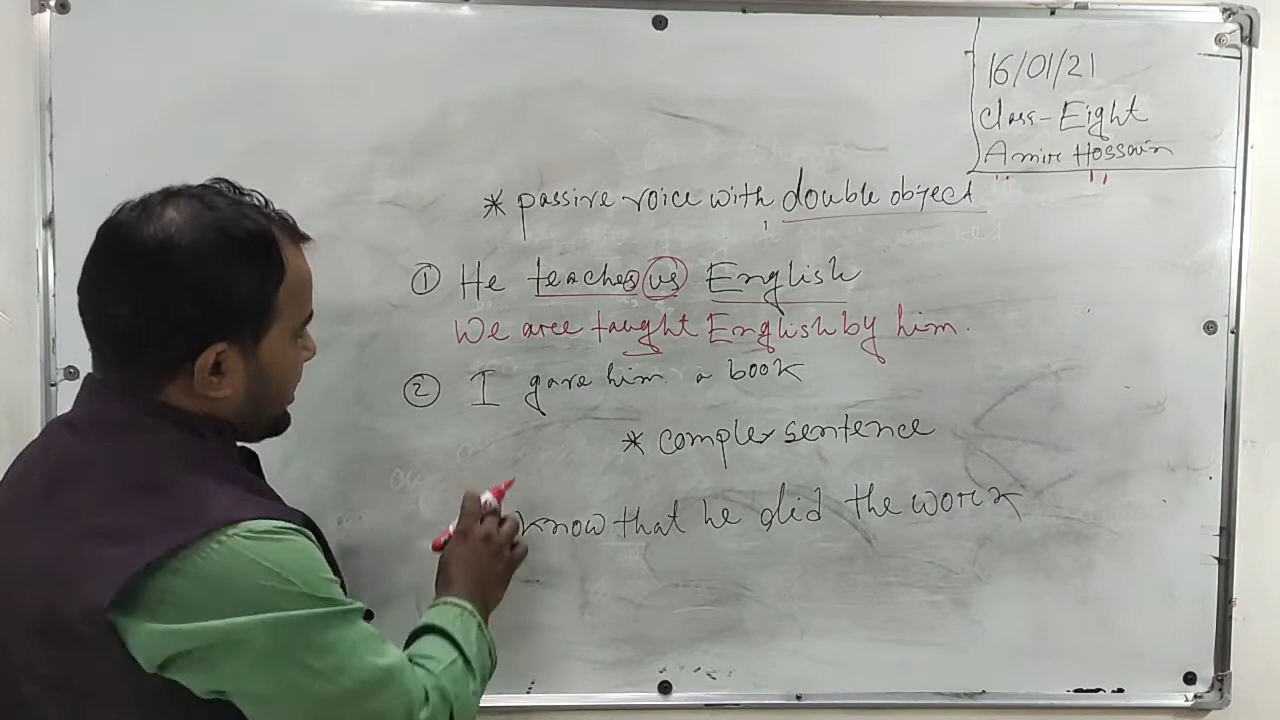 16/01/21
Class-Eight
Amir Hossain
* passive voice with double object
① He teaches us English
We are taught English by him.
② I gave him a book
* complex sentence
know that he did the work